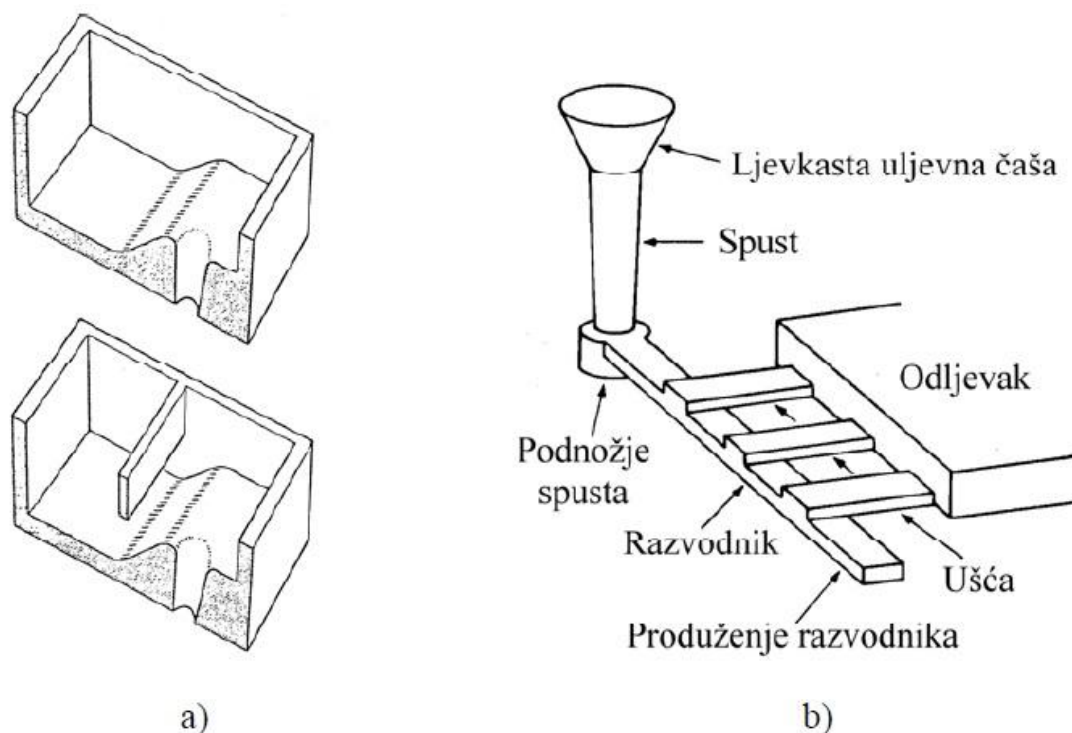 Ljevkasta uljevna čaša
Spust
Odljevak
Podnožje
spusta
Razvodnik
Ušća
Produženje razvodnika
a)
b)